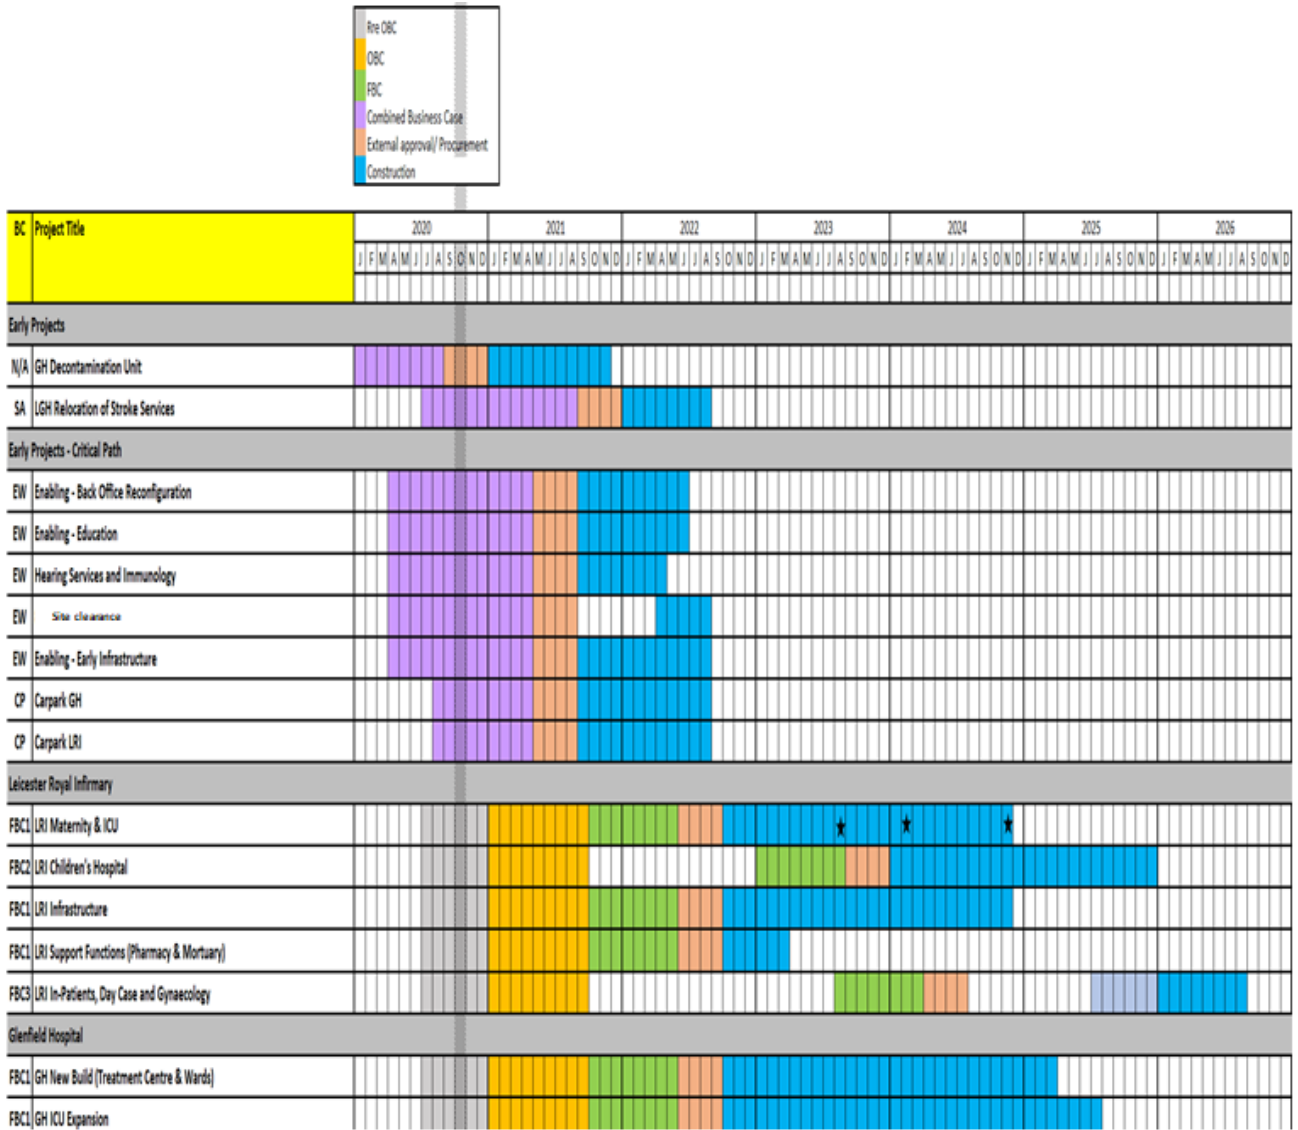 Rre OBC
OBC
FBC
Combined Business Case
External approval/ Procurement
Construction
BC Project Title 2020 2021 2022 2023 2024 2025 2026
J F M A M J J A S O N D J F M A M J J A S O N D J F M A M J J A S O N D J F M A M J J A S O N D J F M A M J J A S O N D J F M A M J J A S O N D J F M A M J J A S O N D
Early Projects
N/A GH Decontamination Unit
SA LGH Relocation of Stroke Services
Early Projects - Critical Path
EW Enabling - Back Office Reconfiguration
EW Enabling - Education
EW Hearing Services and Immunology
EW Site clearance
EW Enabling - Early Infrastructure
CP Carpark GH
CP Carpark LRI
Leicester Royal Infirmary
FBC1 LRI Maternity & ICU
FBC2 LRI Children's Hospital
FBC1 LRI Infrastructure
FBC1 LRI Support Functions (Pharmacy & Mortuary)
FBC3 LRI In-Patients, Day Case and Gynaecology
Glenfield Hospital
FBC1 GH New Build (Treatment Centre & Wards)
FBC1 GH ICU Expansion